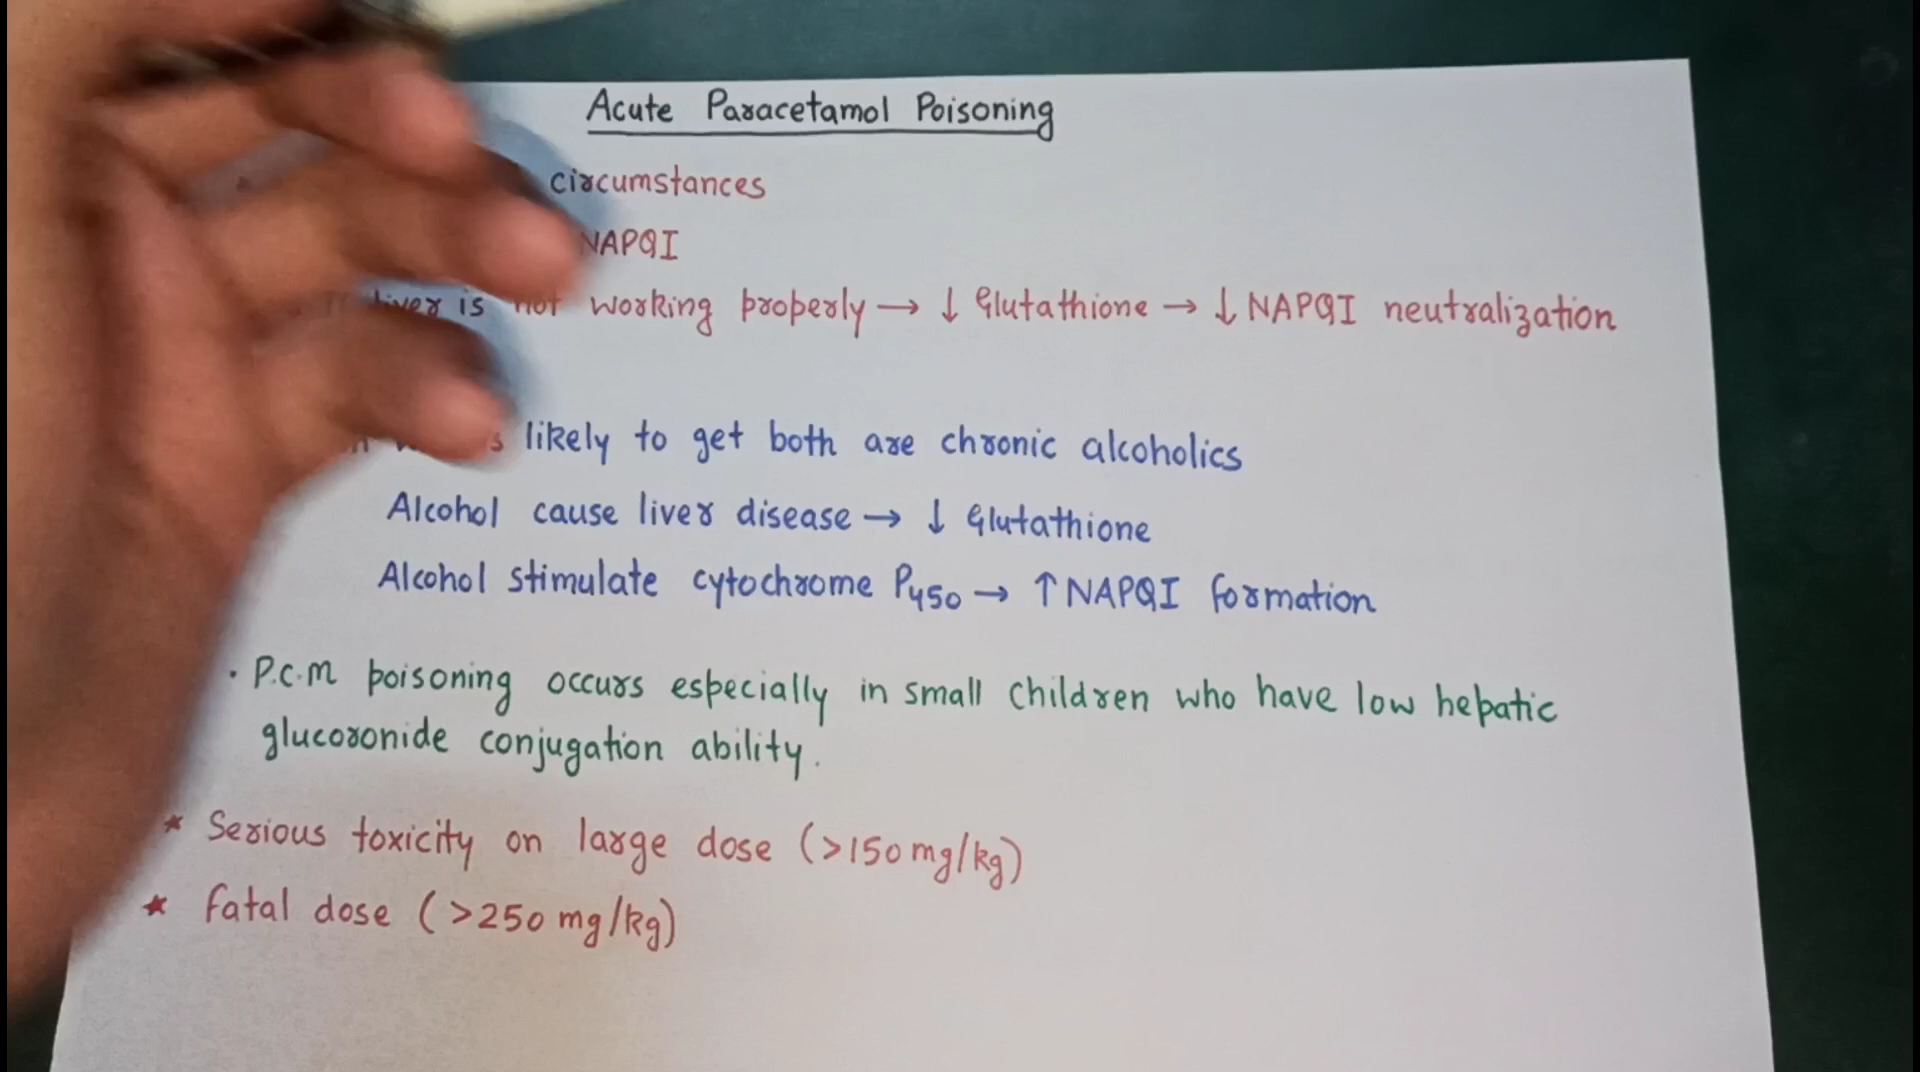 Acute Paracetamol Poisoning
circumstances
NAPQI
liver is not working properly → ↓ Glutathione → ↓ NAPQI neutralization
likely to get both are chronic alcoholics
Alcohol cause liver disease → ↓ Glutathione
Alcohol stimulate cytochrome P450 → ↑ NAPQI formation
· P.C.M poisoning occurs especially in small children who have low hepatic
glucoronide conjugation ability.
* Serious toxicity on large dose (>150 mg/kg)
* fatal dose (>250 mg/kg)